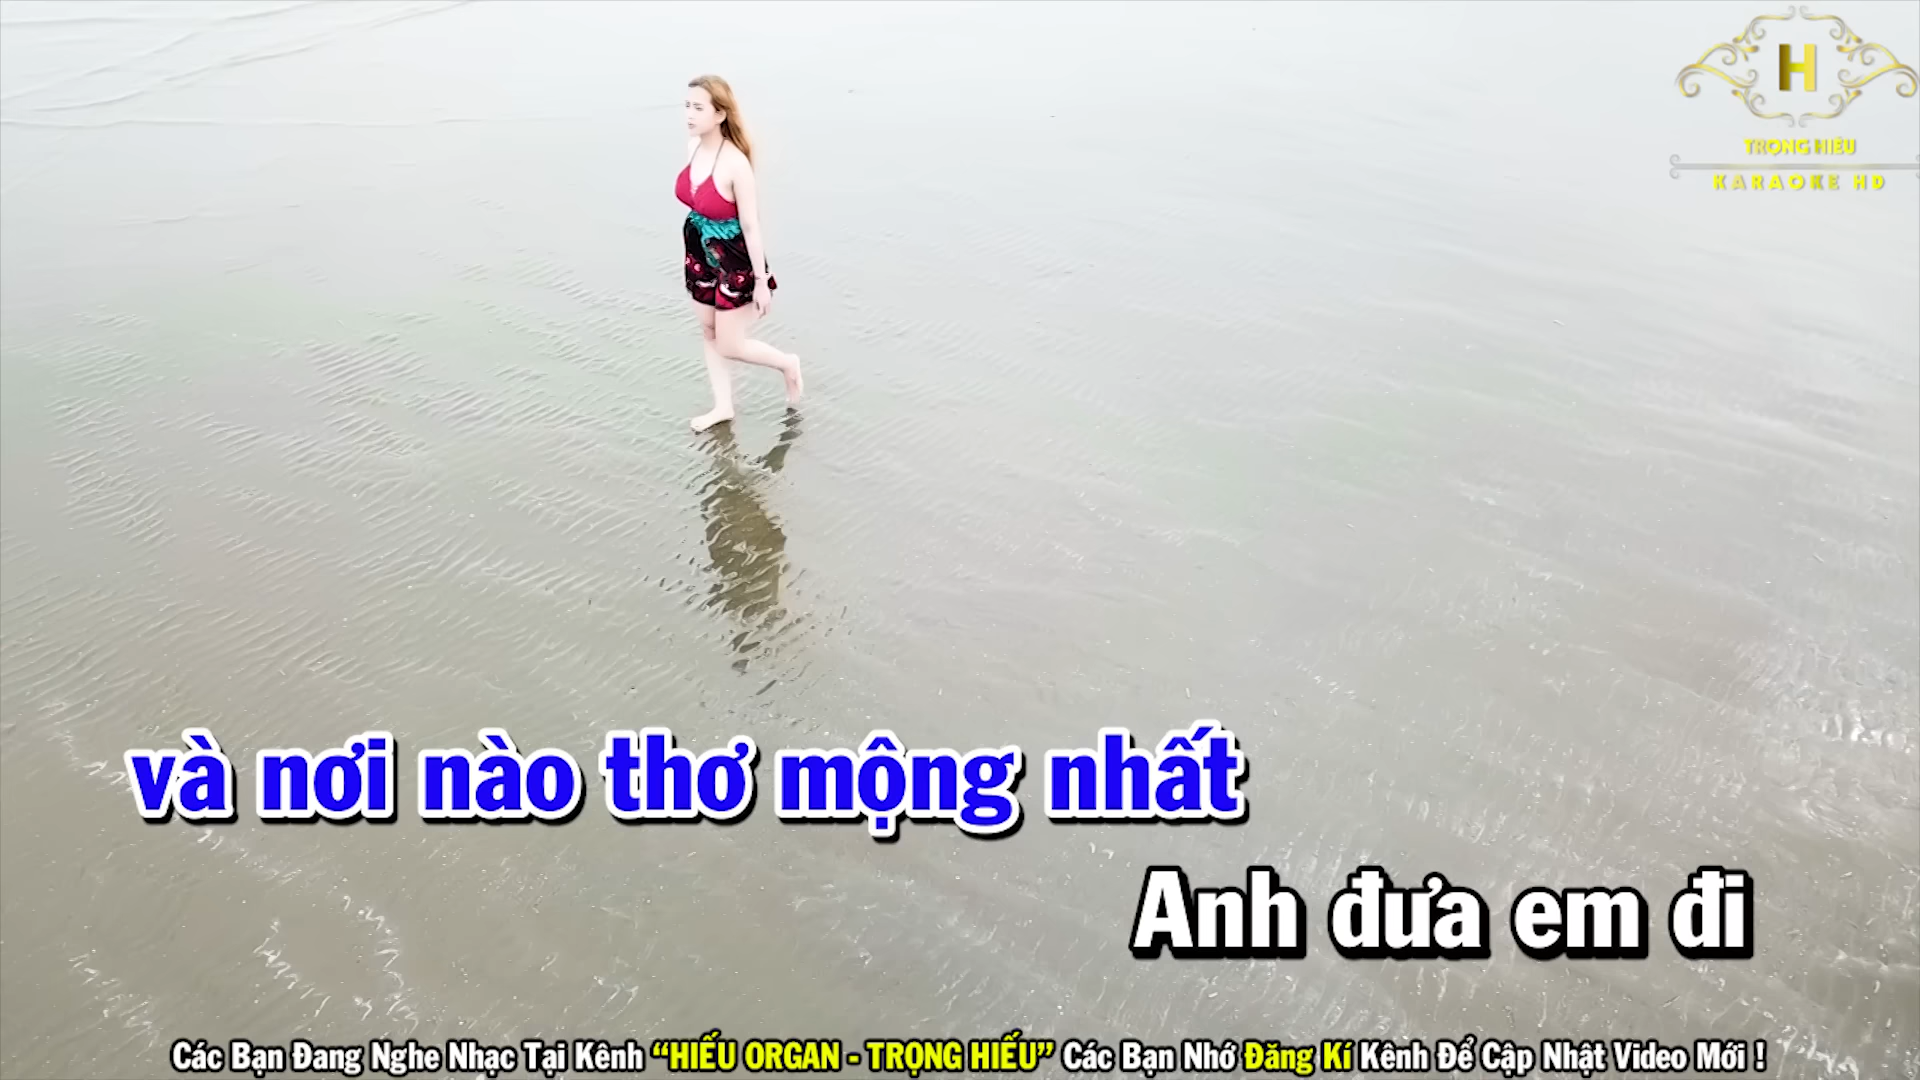 H
TRỌNG HIẾU
KARAOKE HD
và nơi nào thơ mộng nhất
Anh đưa em đi
Các Bạn Đang Nghe Nhạc Tại Kênh “HIẾU ORGAN - TRỌNG HIẾU” Các Bạn Nhớ Đăng Kí Kênh Để Cập Nhật Video Mới !